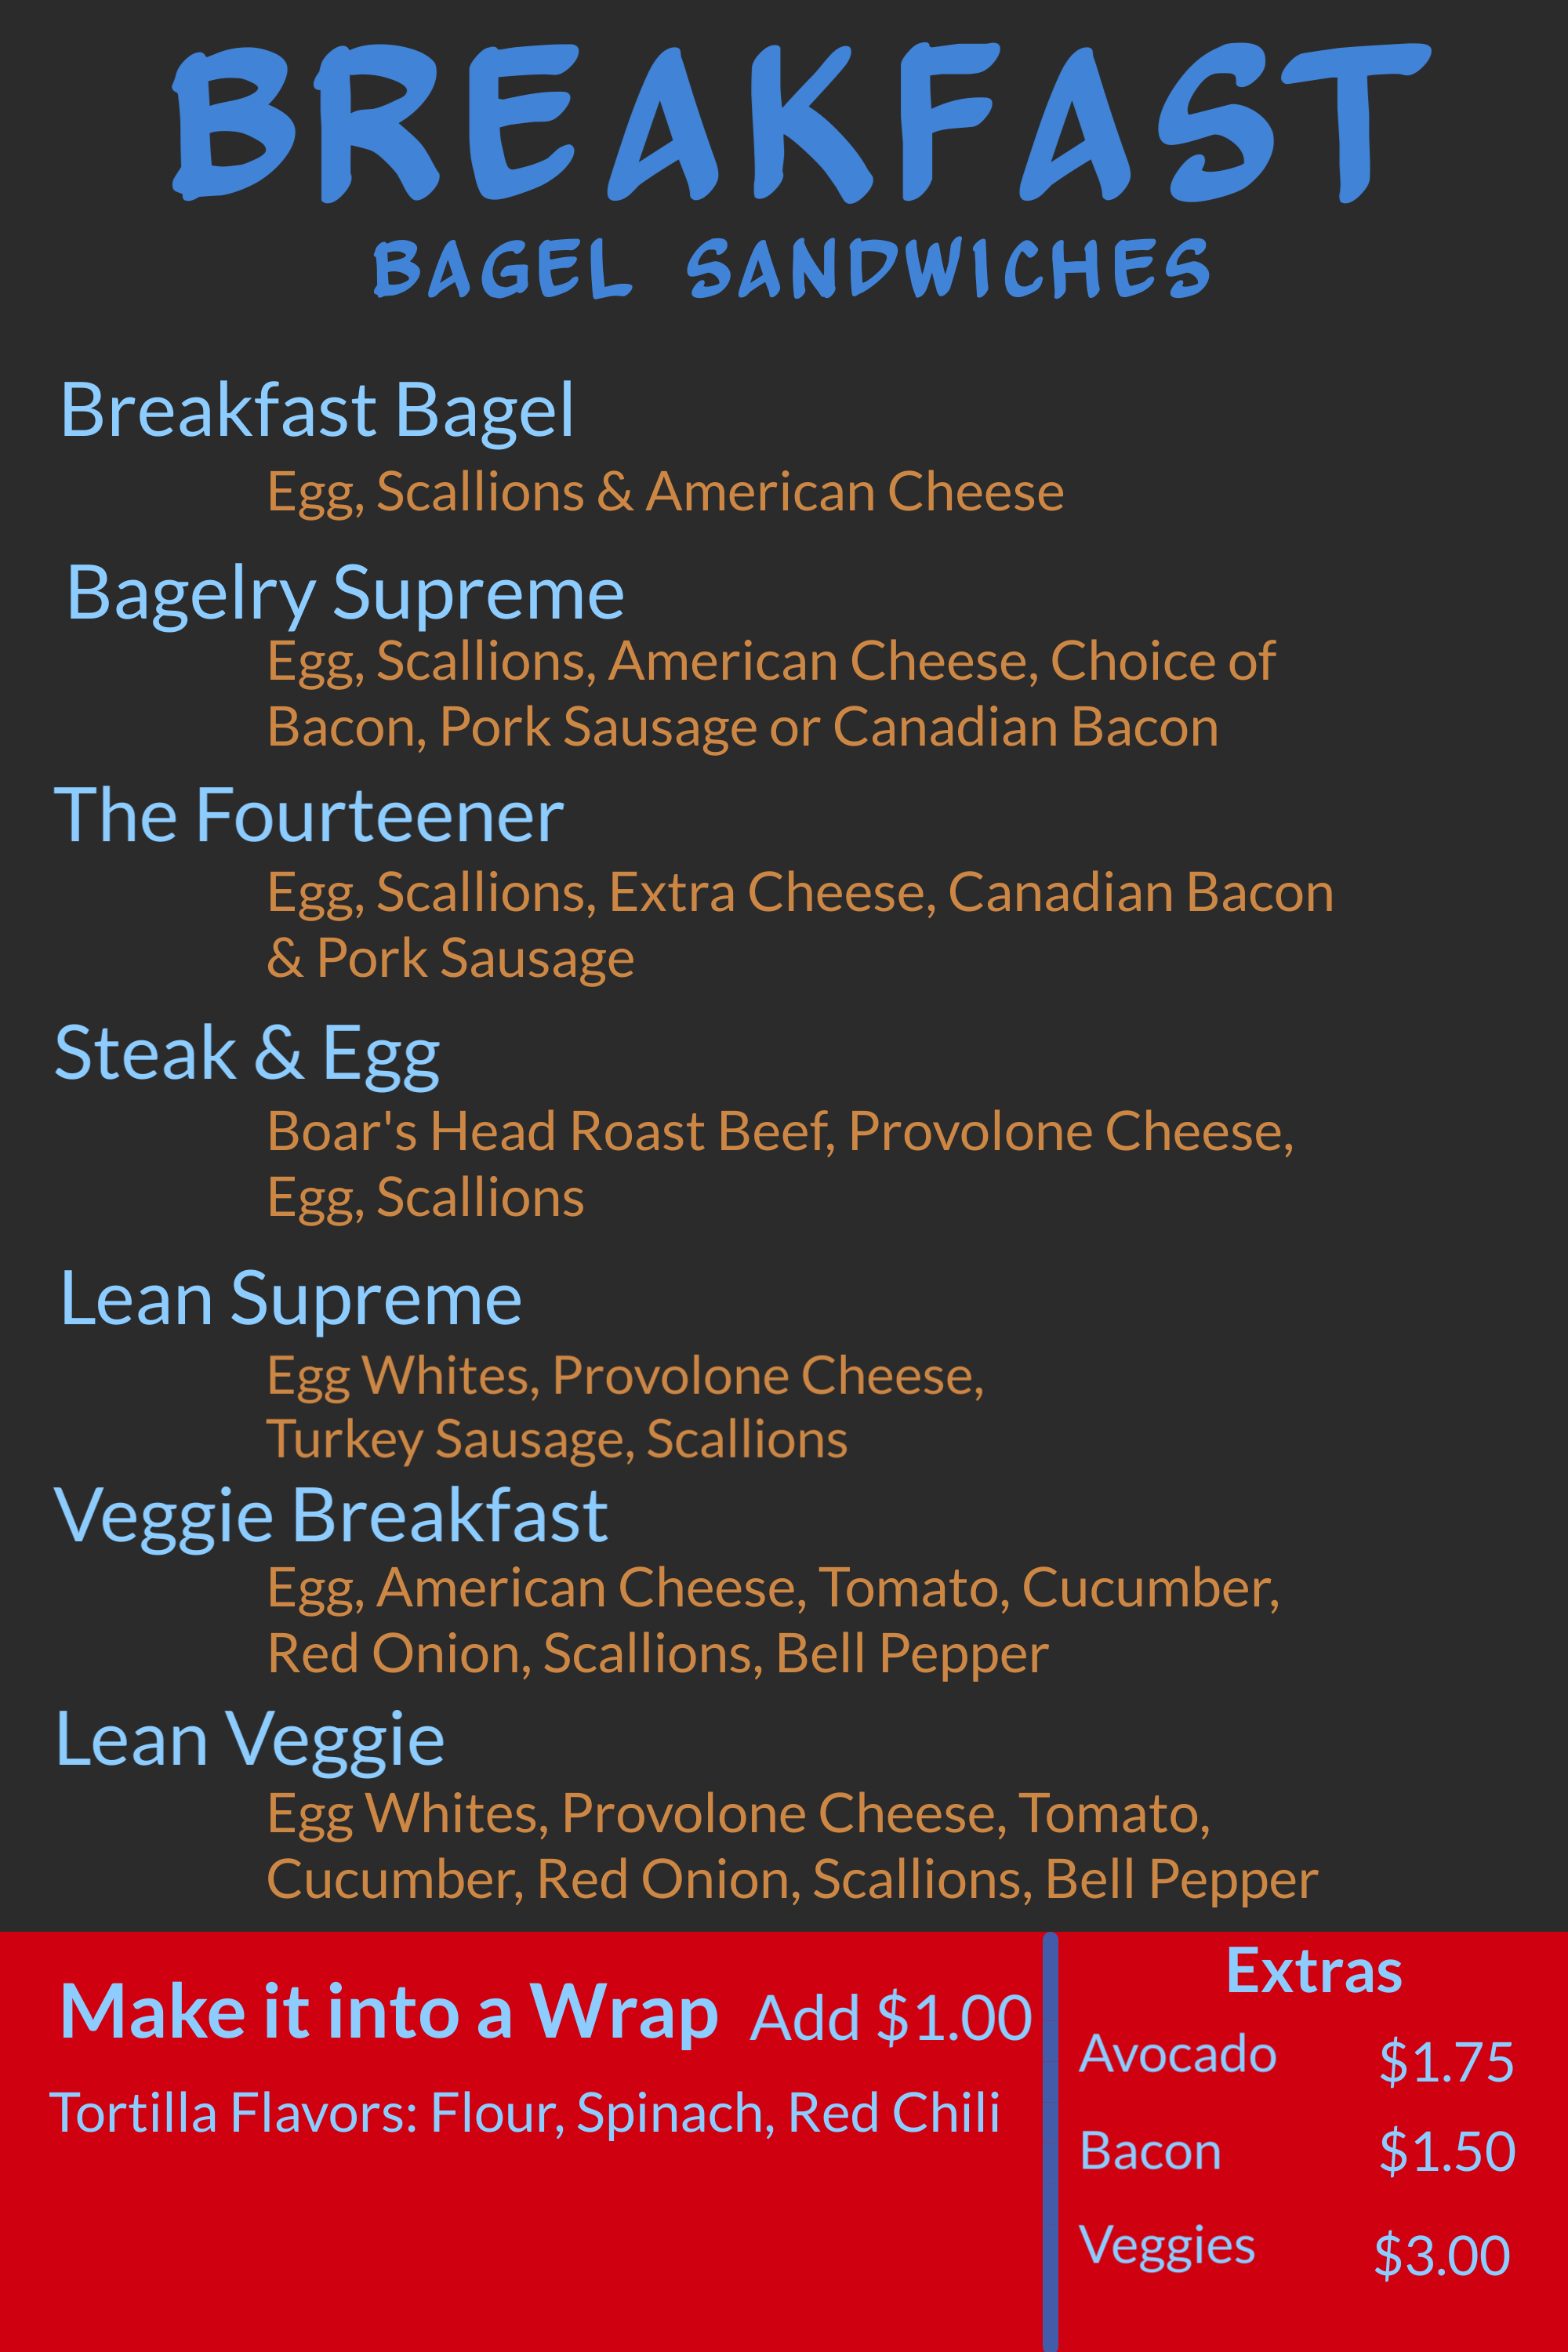 BREAKFAST
BAGEL SANDWICHES
Breakfast Bagel
Egg, Scallions & American Cheese
Bagelry Supreme
Egg, Scallions, American Cheese, Choice of
Bacon, Pork Sausage or Canadian Bacon
The Fourteener
Egg, Scallions, Extra Cheese, Canadian Bacon
& Pork Sausage
Steak & Egg
Boar's Head Roast Beef, Provolone Cheese,
Egg, Scallions
Lean Supreme
Egg Whites, Provolone Cheese,
Turkey Sausage, Scallions
Veggie Breakfast
Egg, American Cheese, Tomato, Cucumber,
Red Onion, Scallions, Bell Pepper
Lean Veggie
Egg Whites, Provolone Cheese, Tomato,
Cucumber, Red Onion, Scallions, Bell Pepper
Make it into a Wrap Add $1.00
Tortilla Flavors: Flour, Spinach, Red Chili
Extras
Avocado $1.75
Bacon $1.50
Veggies $3.00